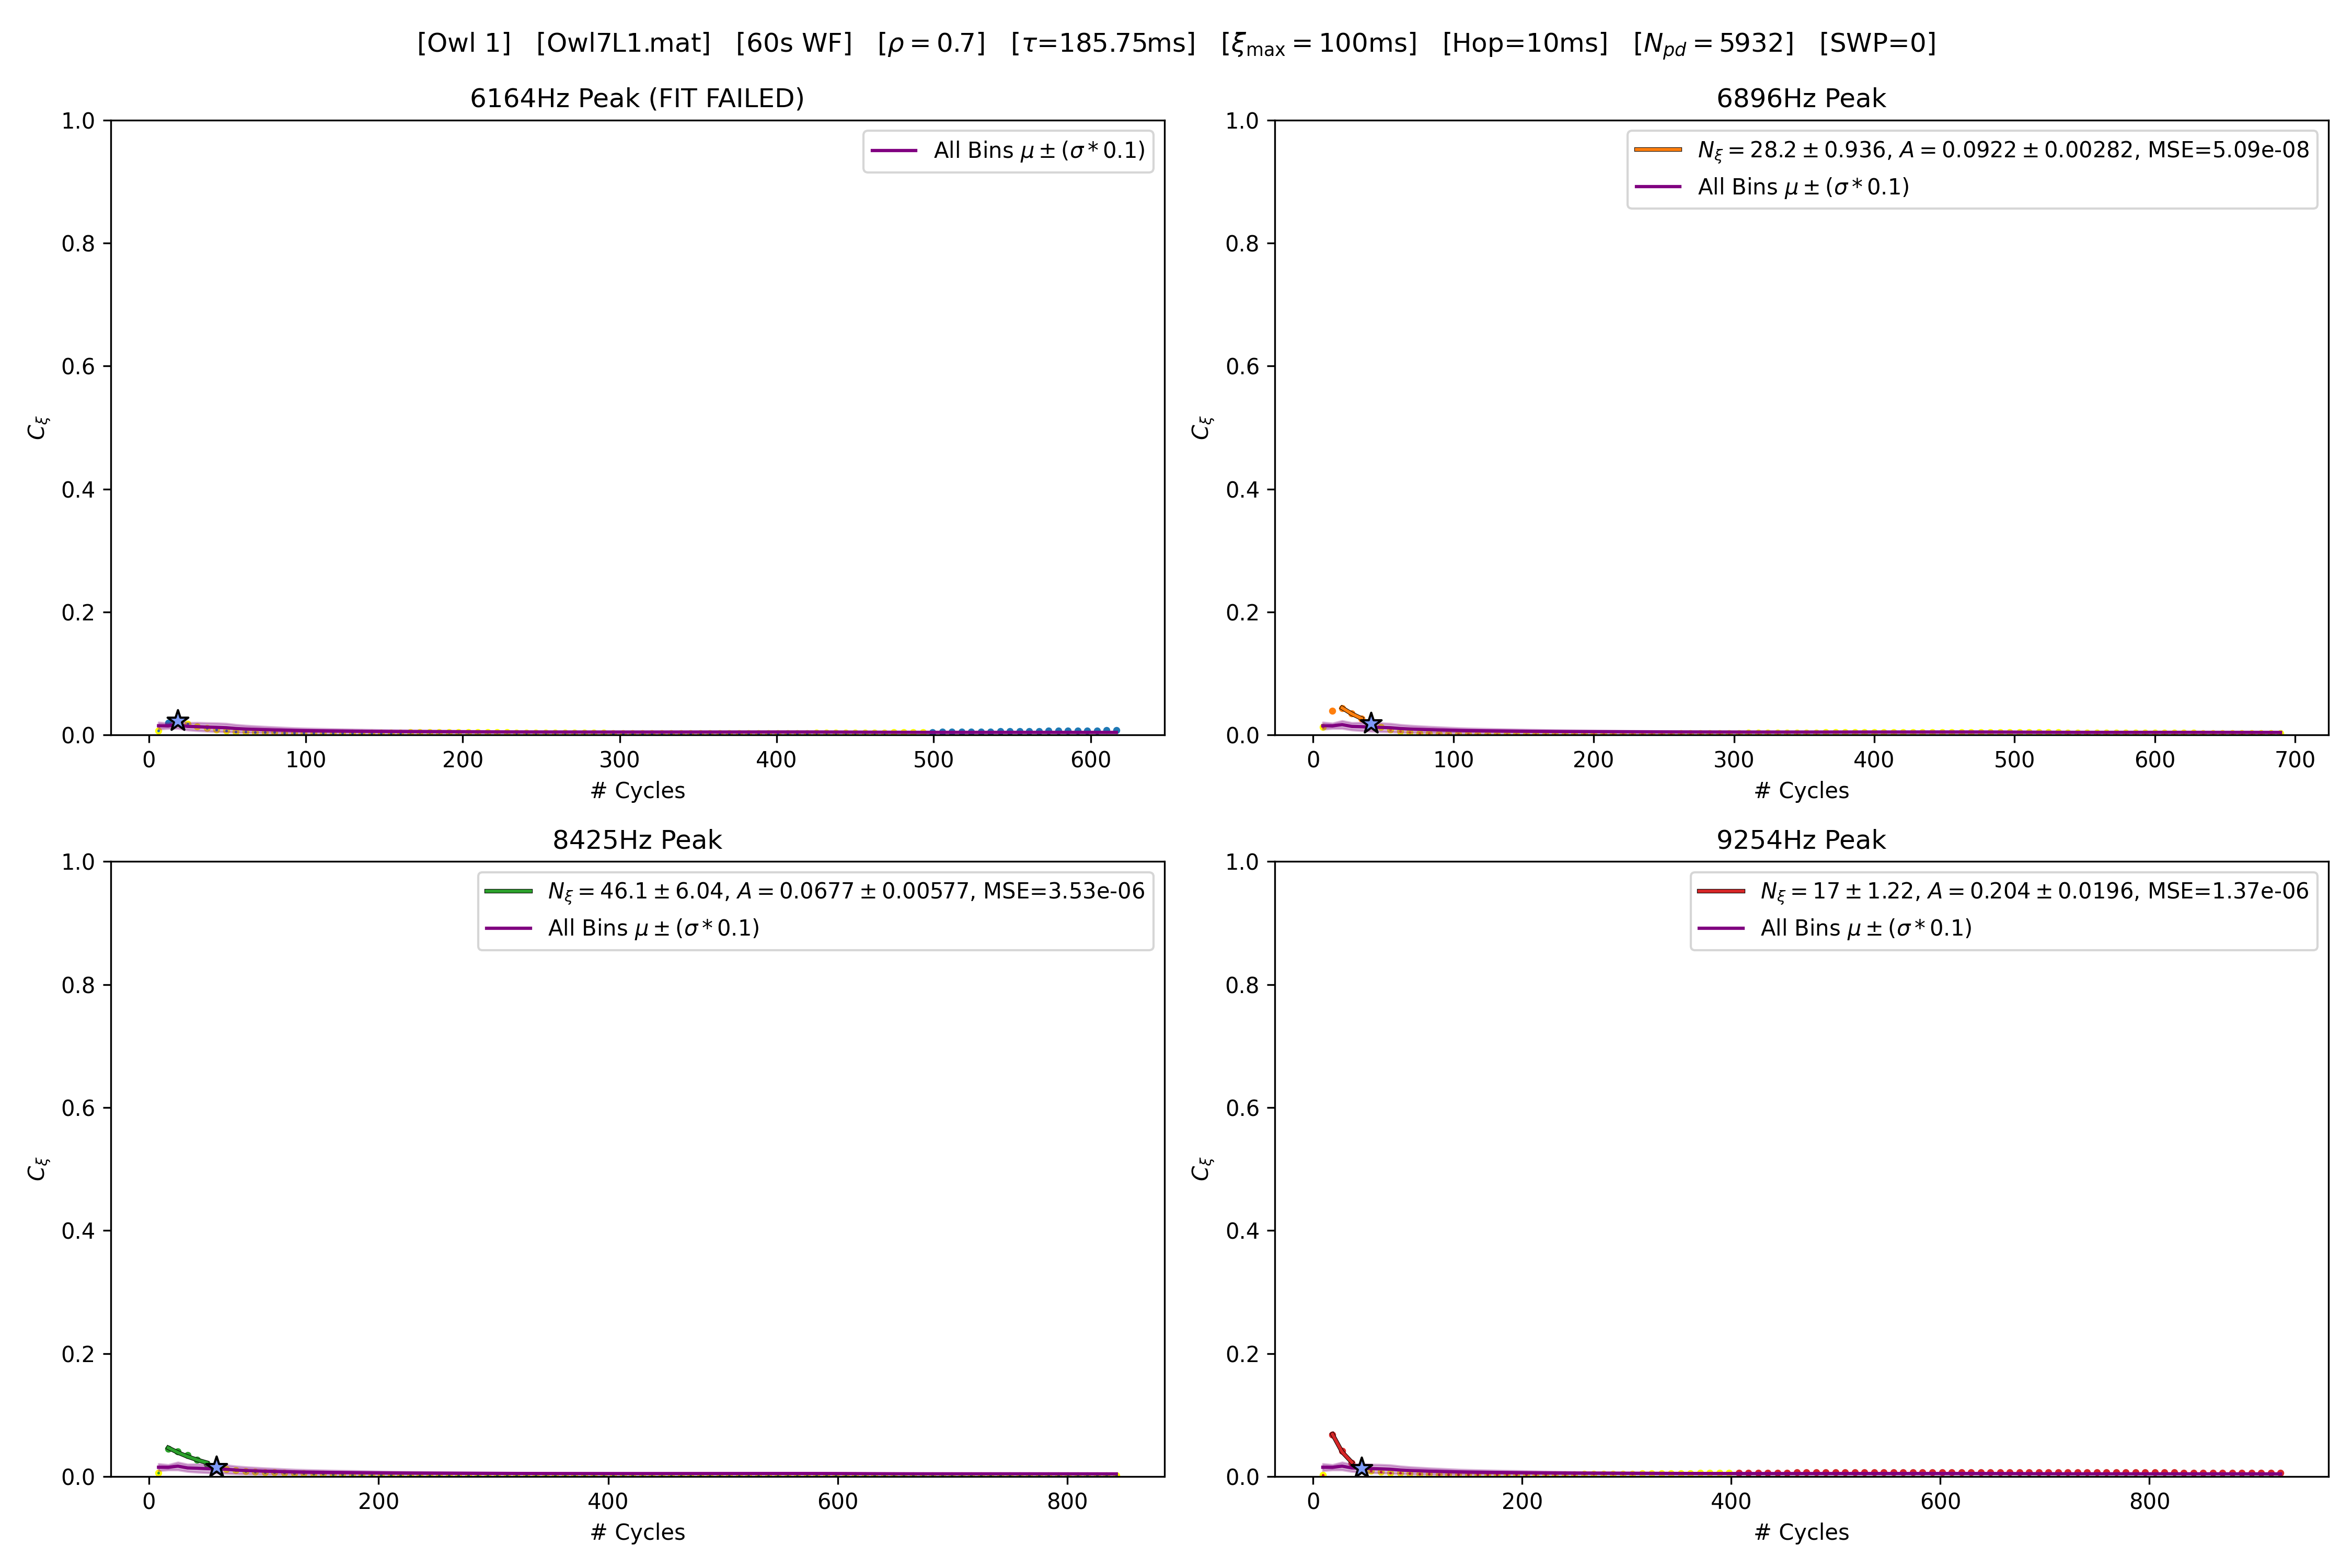 [Owl 1] [Owl7L1.mat] [60s WF] [ρ = 0.7] [τ=185.75ms] [ξmax = 100ms] [Hop=10ms] [Npd = 5932] [SWP=0]
6164Hz Peak (FIT FAILED)
1.0
0.8
0.6
0.4
0.2
0.0
Cξ
All Bins μ ± (σ * 0.1)
0 100 200 300 400 500 600
# Cycles
6896Hz Peak
1.0
0.8
0.6
0.4
0.2
0.0
Cξ
Nξ = 28.2 ± 0.936, A = 0.0922 ± 0.00282, MSE=5.09e-08
All Bins μ ± (σ * 0.1)
0 100 200 300 400 500 600 700
# Cycles
8425Hz Peak
1.0
0.8
0.6
0.4
0.2
0.0
Cξ
Nξ = 46.1 ± 6.04, A = 0.0677 ± 0.00577, MSE=3.53e-06
All Bins μ ± (σ * 0.1)
0 200 400 600 800
# Cycles
9254Hz Peak
1.0
0.8
0.6
0.4
0.2
0.0
Cξ
Nξ = 17 ± 1.22, A = 0.204 ± 0.0196, MSE=1.37e-06
All Bins μ ± (σ * 0.1)
0 200 400 600 800
# Cycles